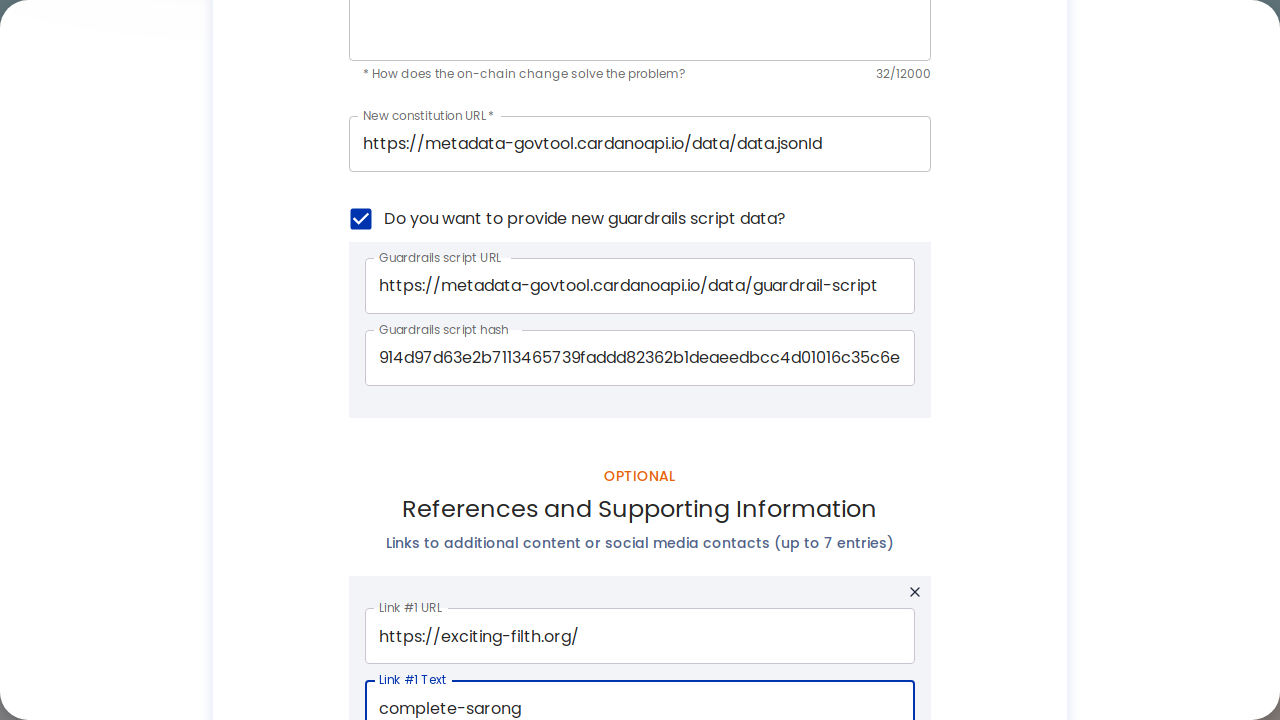 * How does the on-chain change solve the problem?
32/12000
New constitution URL *
https://metadata-govtool.cardanoapi.io/data/data.jsonld
Do you want to provide new guardrails script data?
Guardrails script URL
https://metadata-govtool.cardanoapi.io/data/guardrail-script
Guardrails script hash
914d97d63e2b7113465739faddd82362b1deaeedbcc4d01016c35c6e
OPTIONAL
References and Supporting Information
Links to additional content or social media contacts (up to 7 entries)
Link #1 URL
https://exciting-filth.org/
Link #1 Text
complete-sarong